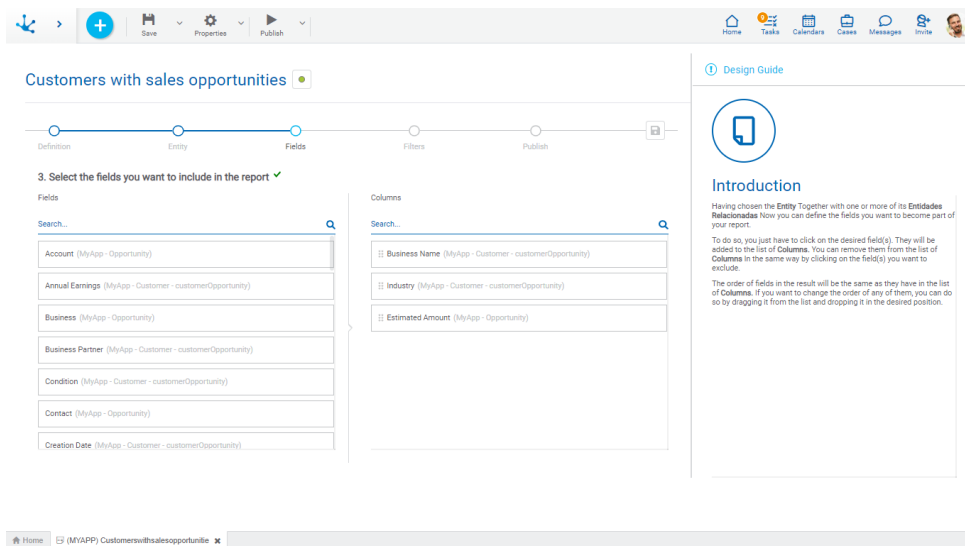 Save
Properties
Publish
Home
9
Tasks
Calendars
Cases
Messages
Invite
Customers with sales opportunities
Definition
Entity
Fields
Filters
Publish
3. Select the fields you want to include in the report
Fields
Search...
Account (MyApp - Opportunity)
Annual Earnings (MyApp - Customer - customerOpportunity)
Business (MyApp - Opportunity)
Business Partner (MyApp - Customer - customerOpportunity)
Condition (MyApp - Customer - customerOpportunity)
Contact (MyApp - Opportunity)
Creation Date (MyApp - Customer - customerOpportunity)
Columns
Search...
Business Name (MyApp - Customer - customerOpportunity)
Industry (MyApp - Customer - customerOpportunity)
Estimated Amount (MyApp - Opportunity)
Design Guide
Introduction
Having chosen the Entity Together with one or more of its Entidades
Relacionadas Now you can define the fields you want to become part of
your report.
To do so, you just have to click on the desired field(s). They will be
added to the list of Columns. You can remove them from the list of
Columns In the same way by clicking on the field(s) you want to
exclude.
The order of fields in the result will be the same as they have in the list
of Columns. If you want to change the order of any of them, you can do
so by dragging it from the list and dropping it in the desired position.
Home
(MYAPP) Customerswithsalesopportunitie